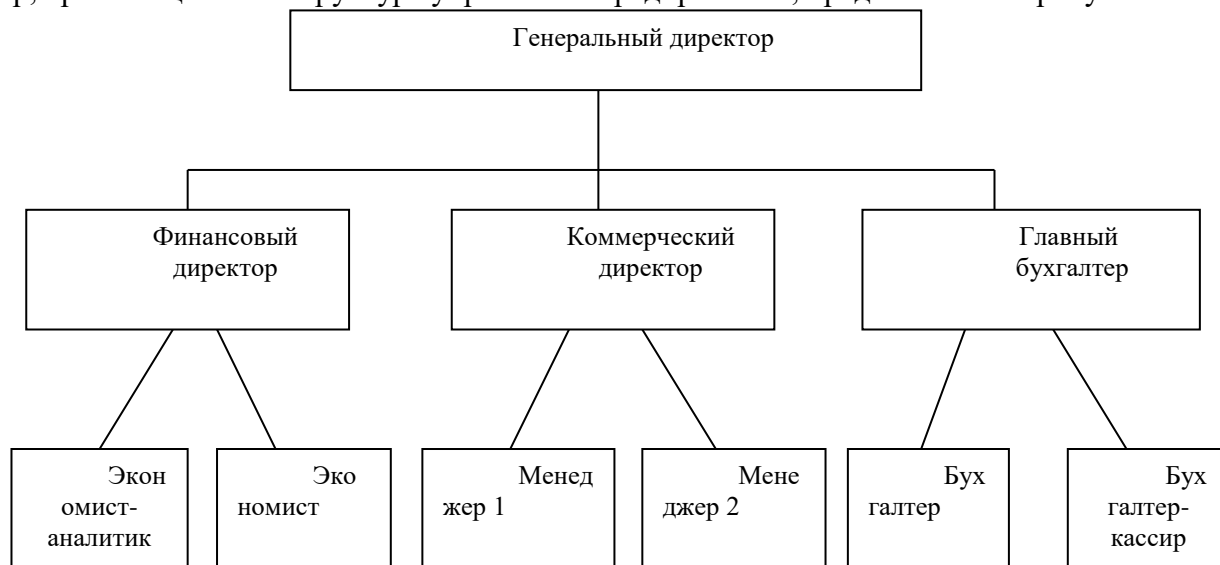 Генеральный директор
Финансовый
директор
Коммерческий
директор
Главный
бухгалтер
Экон
омист-
аналитик
Эко
номист
Менед
жер 1
Мене
джер 2
Бух
галтер
Бух
галтер-
кассир